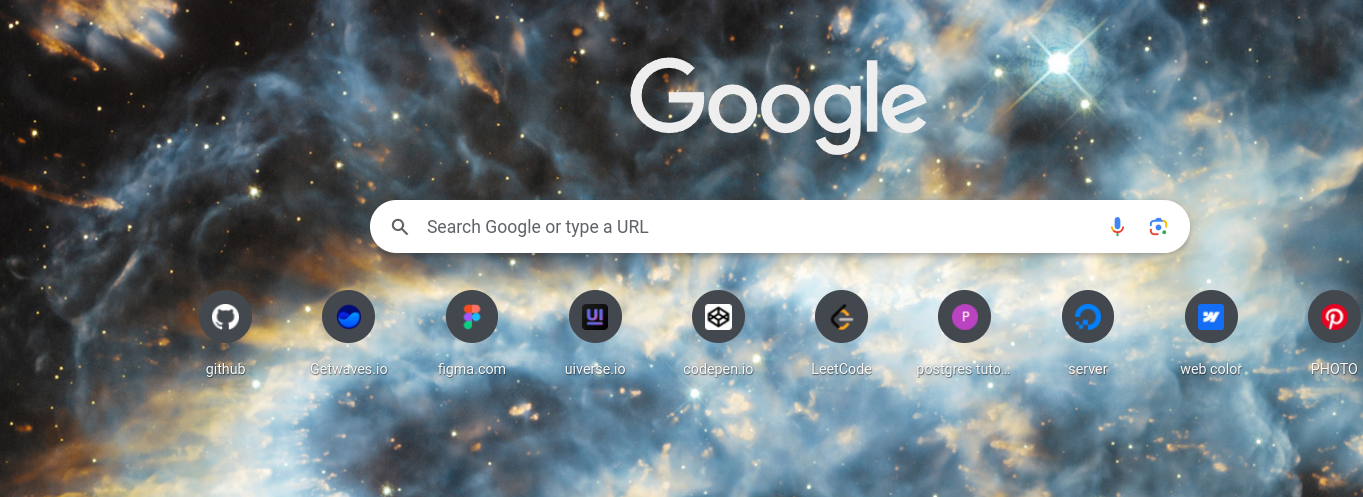 Google
Search Google or type a URL
github
Getwaves.io
figma.com
uiverse.io
codepen.io
LeetCode
P
postgres tuto...
server
web color
PHOTO